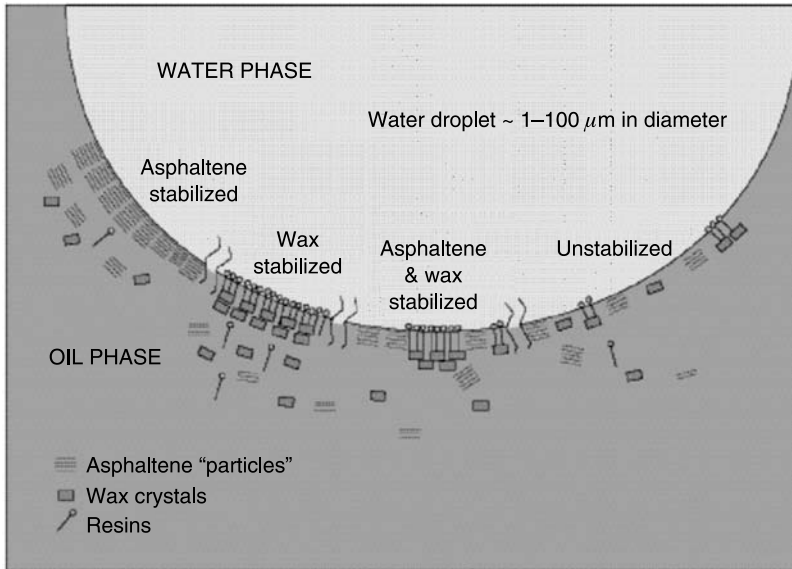 WATER PHASE
Water droplet ~ 1–100 μm in diameter
Asphaltene
stabilized
Wax
stabilized
Asphaltene
& wax
stabilized
Unstabilized
OIL PHASE
Asphaltene “particles”
Wax crystals
Resins